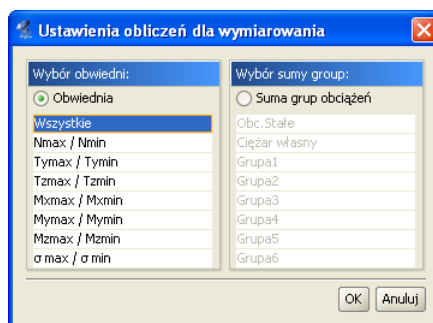 Ustawienia obliczeń dla wymiarowania
Wybór obwiedni:
Obwiednia
Wszystkie
Nmax / Nmin
Tymax / Tymin
Tzmax / Tzmin
Mxmax / Mxmin
Mymax / Mymin
Mzmax / Mzmin
σ max / σ min
Wybór sumy group:
Suma grup obciążeń
Obc.Stałe
Ciężar własny
Grupa1
Grupa2
Grupa3
Grupa4
Grupa5
Grupa6
OK
Anuluj